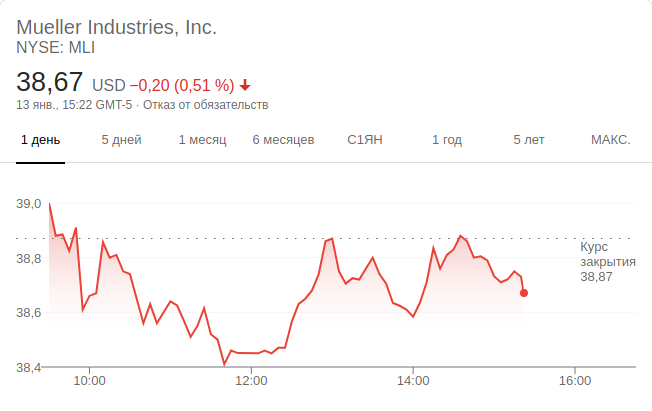 Mueller Industries, Inc.
NYSE: MLI
38,67 USD −0,20 (0,51 %)
13 янв., 15:22 GMT-5 · Отказ от обязательств
1 день 5 дней 1 месяц 6 месяцев С1ЯН 1 год 5 лет МАКС.
39,0
38,8
38,6
38,4
Курс
закрытия
38,87
10:00 12:00 14:00 16:00